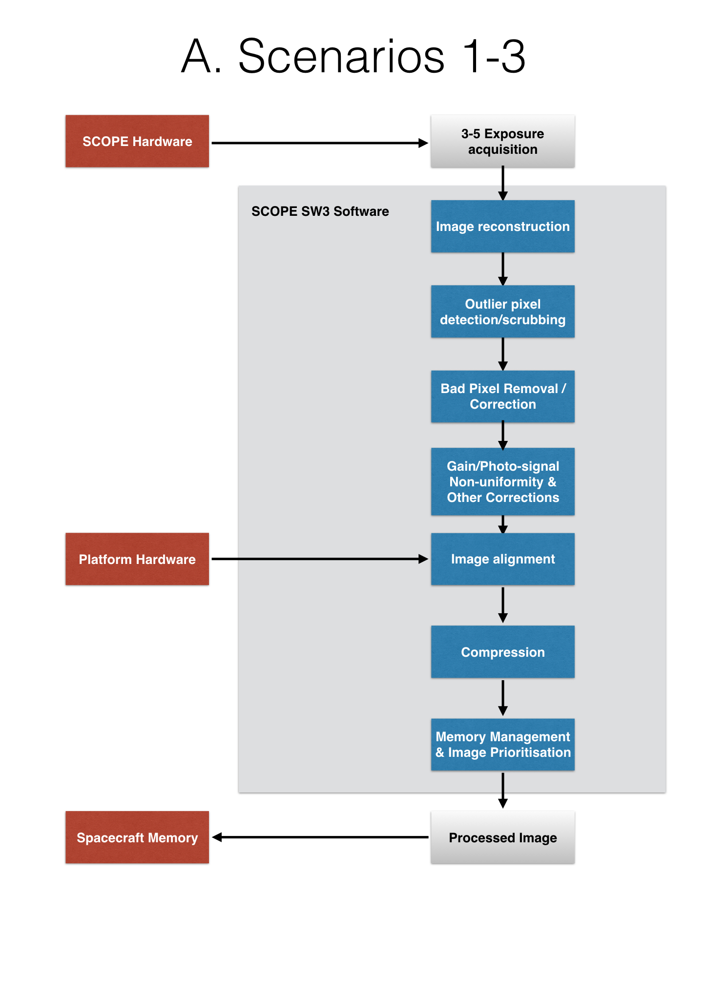 A. Scenarios 1-3
SCOPE Hardware
3-5 Exposure
acquisition
SCOPE SW3 Software
Image reconstruction
Outlier pixel
detection/scrubbing
Bad Pixel Removal /
Correction
Gain/Photo-signal
Non-uniformity &
Other Corrections
Platform Hardware
Image alignment
Compression
Memory Management
& Image Prioritisation
Spacecraft Memory
Processed Image